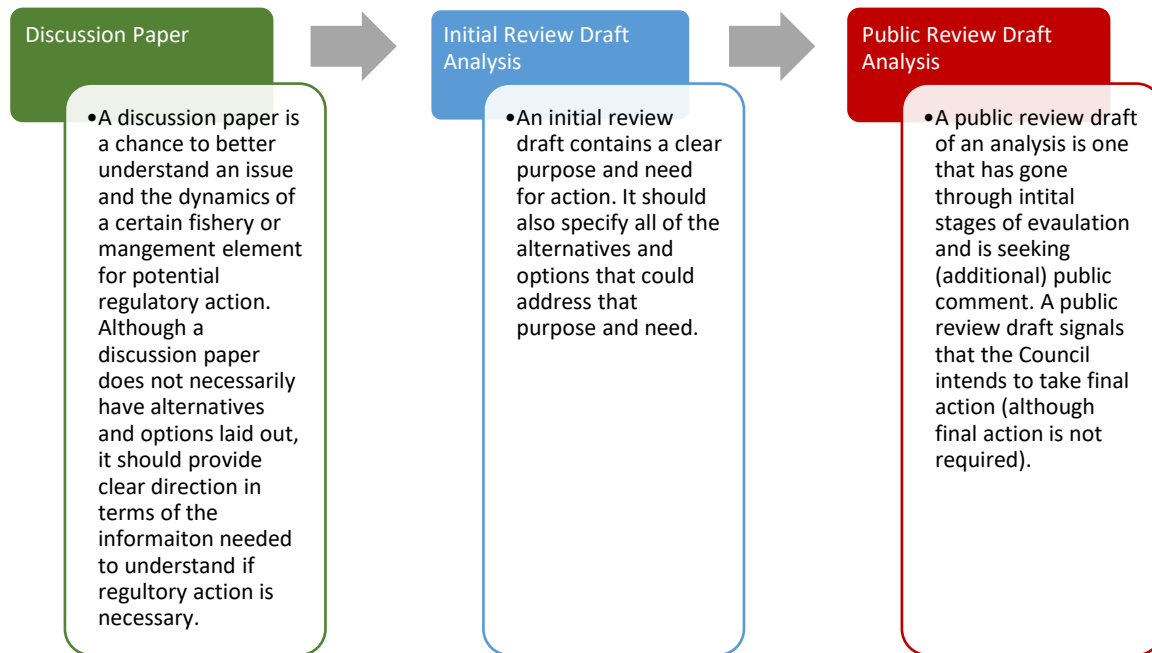 Discussion Paper
•A discussion paper is
a chance to better
understand an issue
and the dynamics of
a certain fishery or
mangement element
for potential
regulatory action.
Although a
discussion paper
does not necessarily
have alternatives
and options laid out,
it should provide
clear direction in
terms of the
informaiton needed
to understand if
regultory action is
necessary.
Initial Review Draft
Analysis
•An initial review
draft contains a clear
purpose and need
for action. It should
also specify all of the
alternatives and
options that could
address that
purpose and need.
Public Review Draft
Analysis
•A public review draft
of an analysis is one
that has gone
through intital
stages of evaulation
and is seeking
(additional) public
comment. A public
review draft signals
that the Council
intends to take final
action (although
final action is not
required).